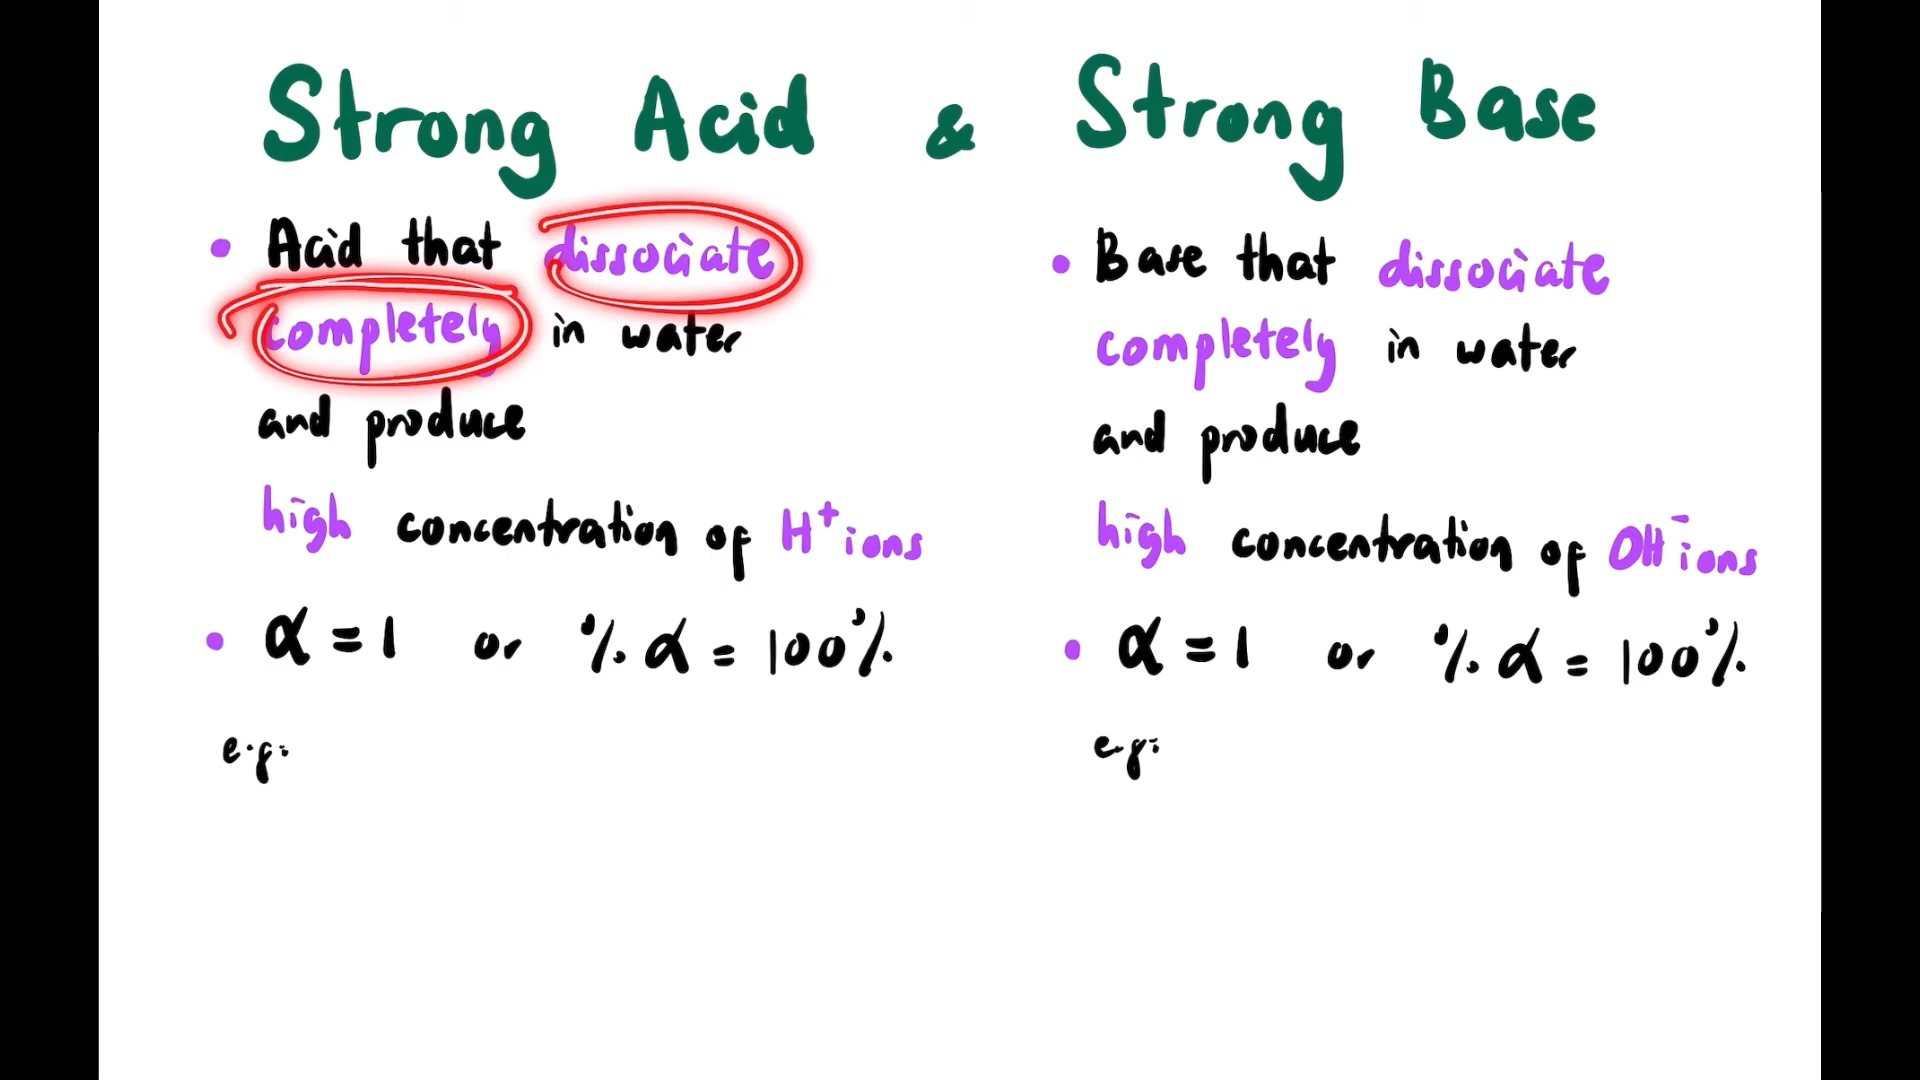 Strong Acid & Strong Base
• Acid that dissociate
completely in water
and produce
high concentration of H⁺ ions
• α = 1 or % α = 100%
e.g:
• Base that dissociate
completely in water
and produce
high concentration of OH⁻ ions
• α = 1 or % α = 100%
e.g: